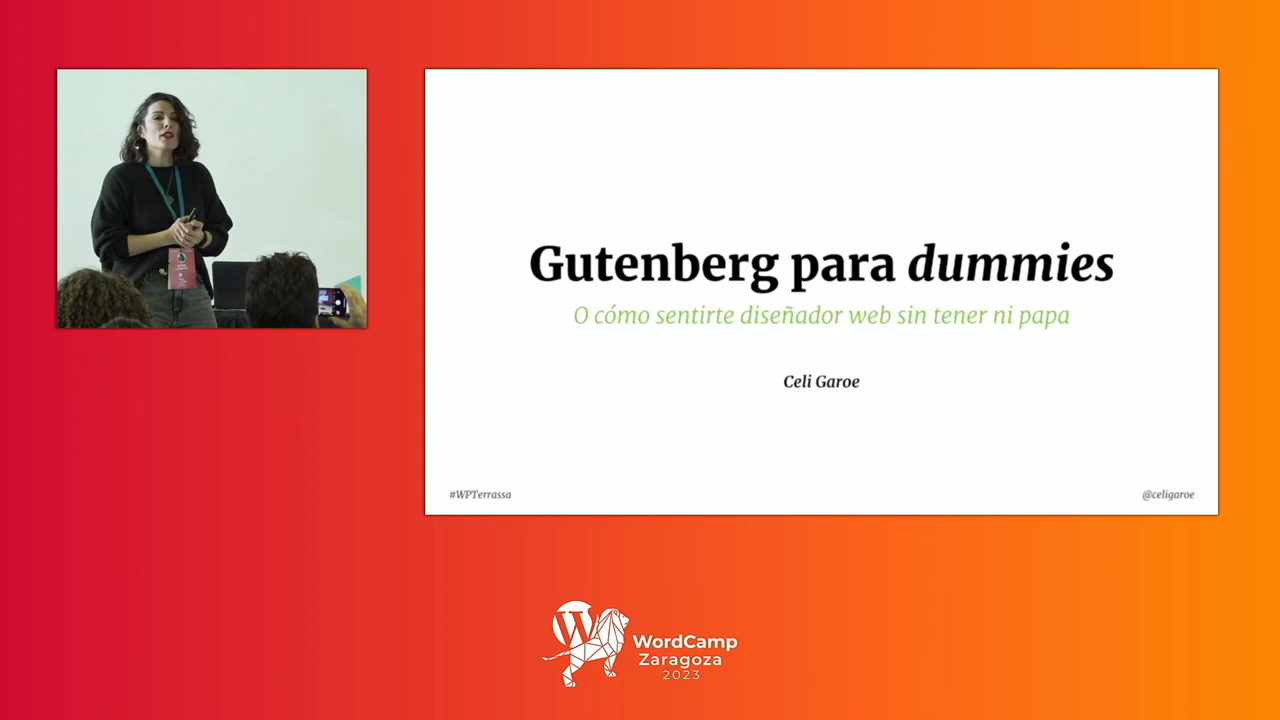 Gutenberg para dummies
O cómo sentirte diseñador web sin tener ni papa
Celi Garoe
#WPTerrassa
@celigaroe
WordCamp
Zaragoza
2023